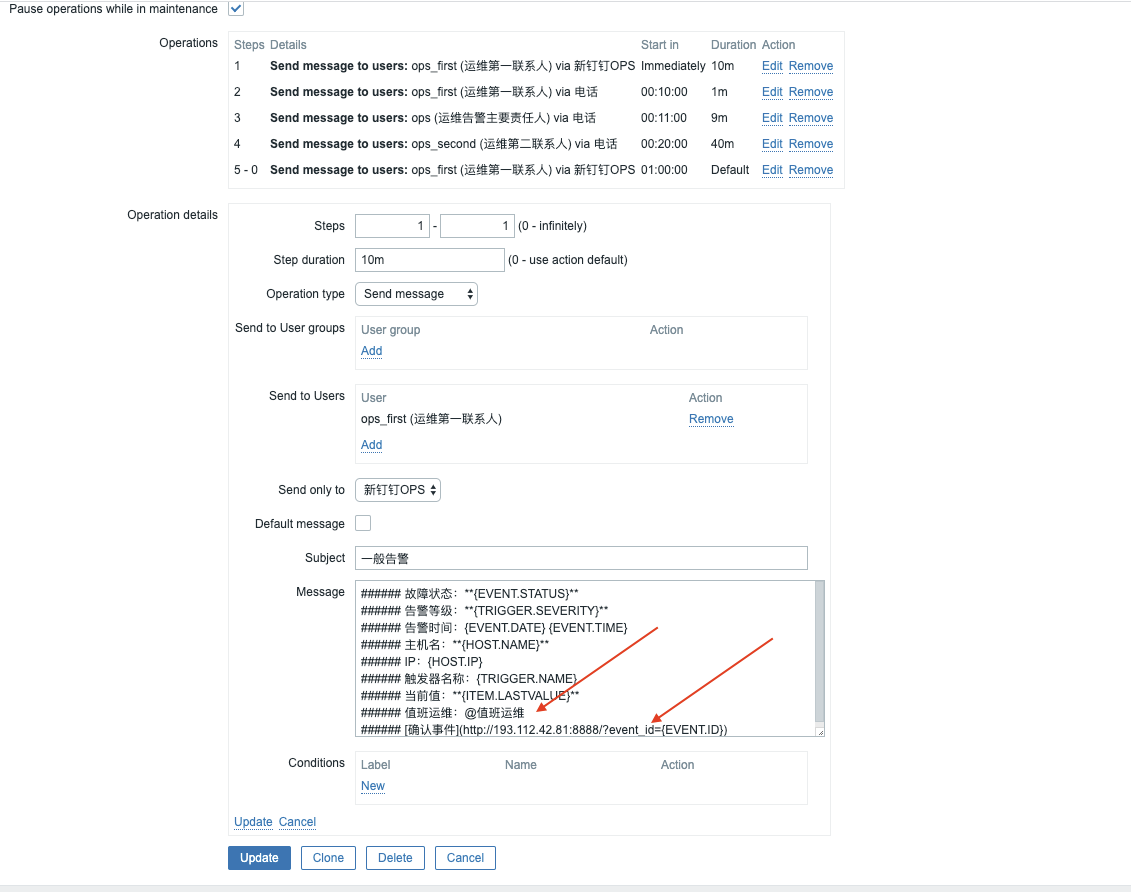 Pause operations while in maintenance
Operations
Steps Details Start in Duration Action
1 Send message to users: ops_first (运维第一联系人) via 新钉钉OPS Immediately 10m Edit Remove
2 Send message to users: ops_first (运维第一联系人) via 电话 00:10:00 1m Edit Remove
3 Send message to users: ops (运维告警主要责任人) via 电话 00:11:00 9m Edit Remove
4 Send message to users: ops_second (运维第二联系人) via 电话 00:20:00 40m Edit Remove
5 - 0 Send message to users: ops_first (运维第一联系人) via 新钉钉OPS 01:00:00 Default Edit Remove
Operation details
Steps 1 - 1 (0 - infinitely)
Step duration 10m (0 - use action default)
Operation type Send message
Send to User groups User group Action
Add
Send to Users User Action
ops_first (运维第一联系人) Remove
Add
Send only to 新钉钉OPS
Default message
Subject 一般告警
Message ###### 故障状态：**{EVENT.STATUS}**
###### 告警等级：**{TRIGGER.SEVERITY}**
###### 告警时间：{EVENT.DATE} {EVENT.TIME}
###### 主机名：**{HOST.NAME}**
###### IP：{HOST.IP}
###### 触发器名称：{TRIGGER.NAME}
###### 当前值：**{ITEM.LASTVALUE}**
###### 值班运维：@值班运维
###### [确认事件](http://193.112.42.81:8888/?event_id={EVENT.ID})
Conditions Label Name Action
New
Update Cancel
Update Clone Delete Cancel